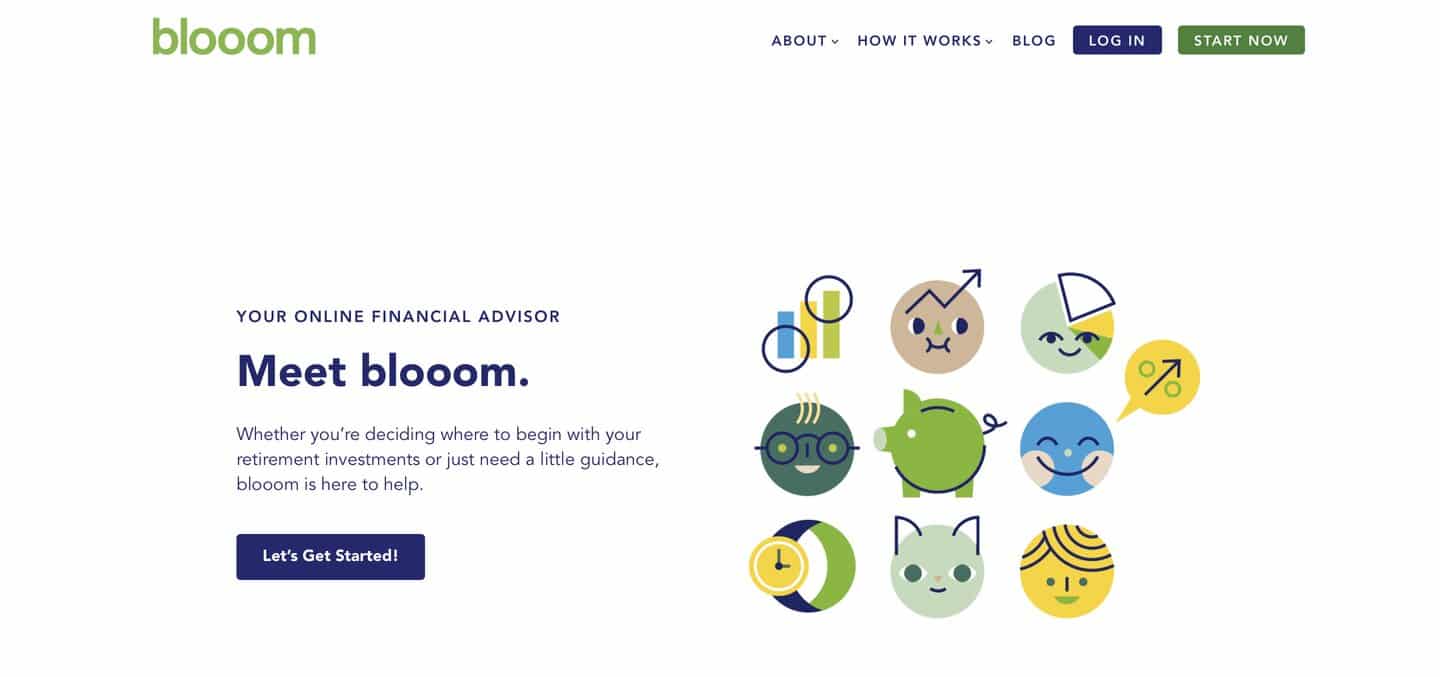 blooom
ABOUT
HOW IT WORKS
BLOG
LOG IN
START NOW
YOUR ONLINE FINANCIAL ADVISOR
Meet blooom.
Whether you’re deciding where to begin with your
retirement investments or just need a little guidance,
blooom is here to help.
Let’s Get Started!